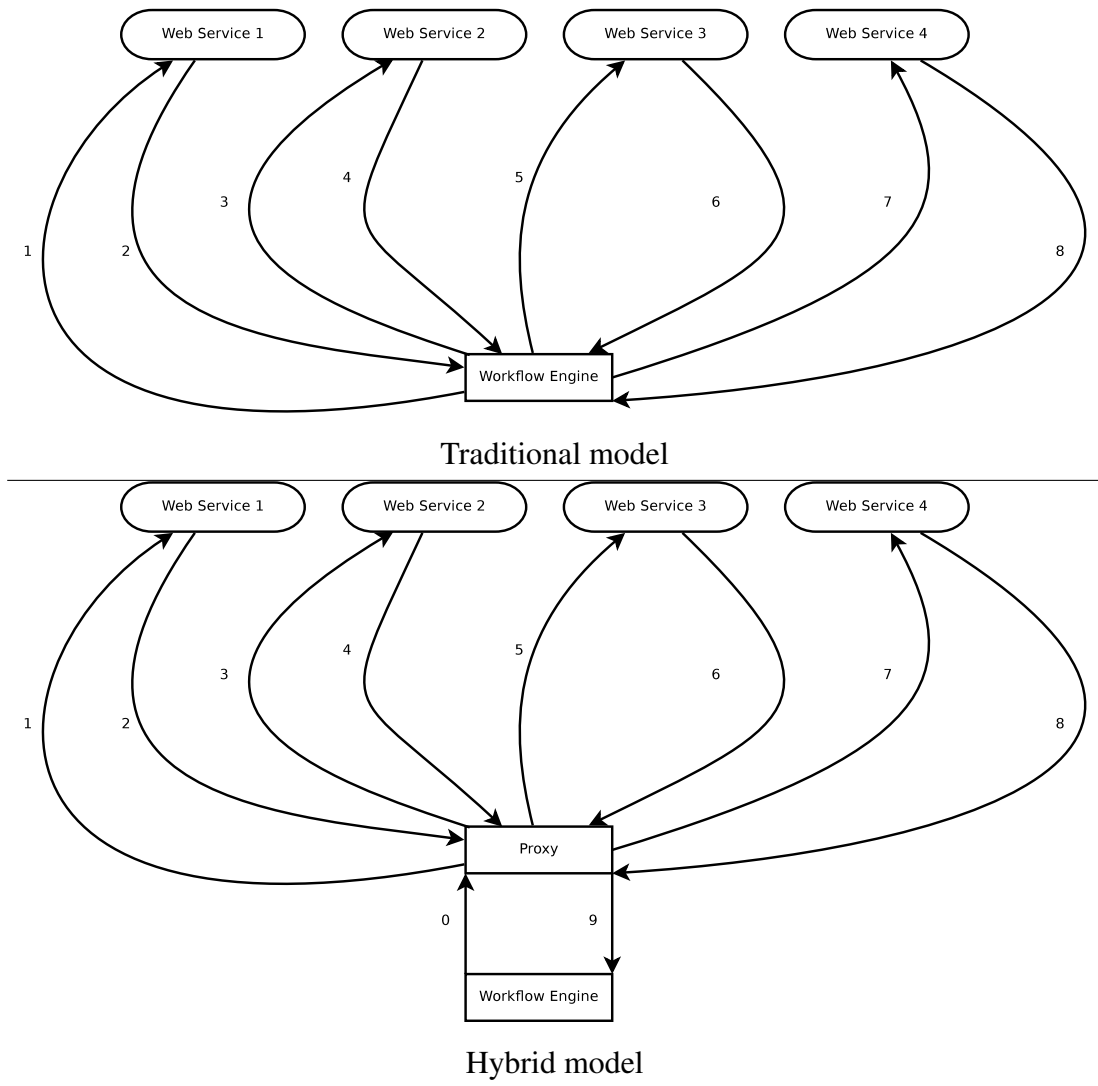 Web Service 1 Web Service 2 Web Service 3 Web Service 4
5
4
3 6 7
1 2 8
Workflow Engine
Traditional model
Web Service 1 Web Service 2 Web Service 3 Web Service 4
4 5
3 6 7
1 2 8
Proxy
0 9
Workflow Engine
Hybrid model